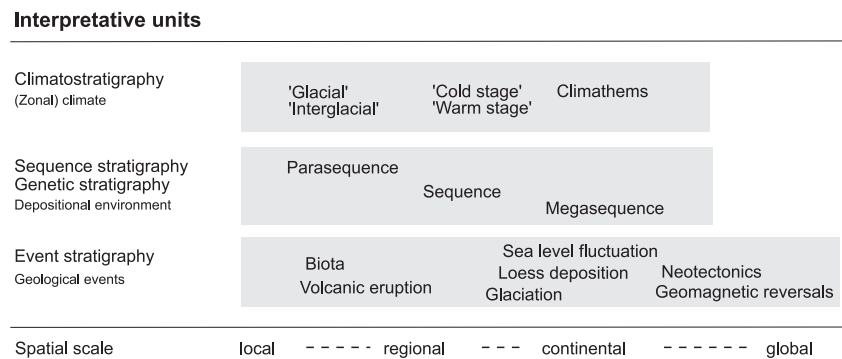 Interpretative units
Climatostratigraphy
(Zonal) climate
'Glacial'
'Interglacial'
'Cold stage'
'Warm stage'
Climathems
Sequence stratigraphy
Genetic stratigraphy
Depositional environment
Parasequence
Sequence
Megasequence
Event stratigraphy
Geological events
Biota
Volcanic eruption
Sea level fluctuation
Loess deposition
Glaciation
Neotectonics
Geomagnetic reversals
Spatial scale local ----- regional --- continental ------- global